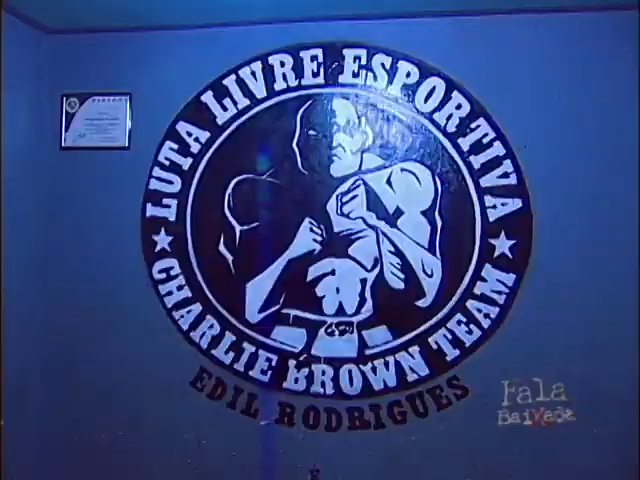 LUTA LIVRE ESPORTIVA
CHARLIE BROWN TEAM
EDIL RODRIGUES
Fala
BaiXada